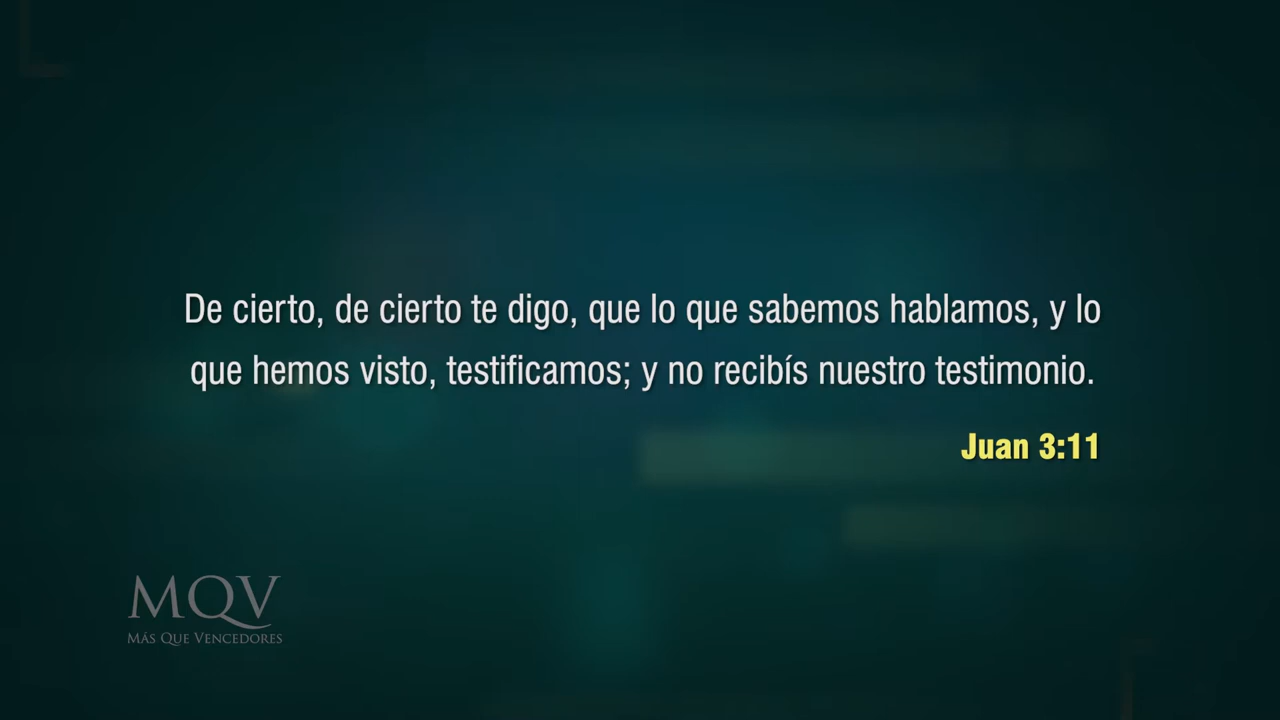 De cierto, de cierto te digo, que lo que sabemos hablamos, y lo
que hemos visto, testificamos; y no recibís nuestro testimonio.
Juan 3:11
MQV
MÁS QUE VENCEDORES